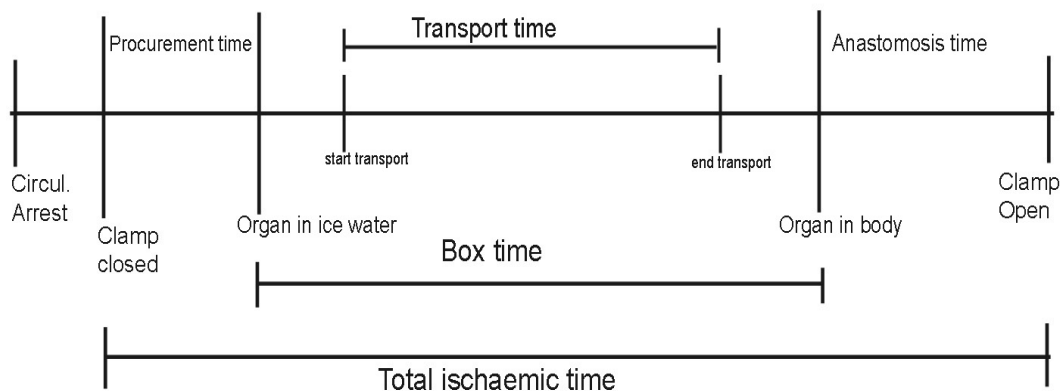 Transport time
Procurement time
Anastomosis time
start transport
end transport
Circul.
Arrest
Clamp
closed
Organ in ice water
Organ in body
Clamp
Open
Box time
Total ischaemic time